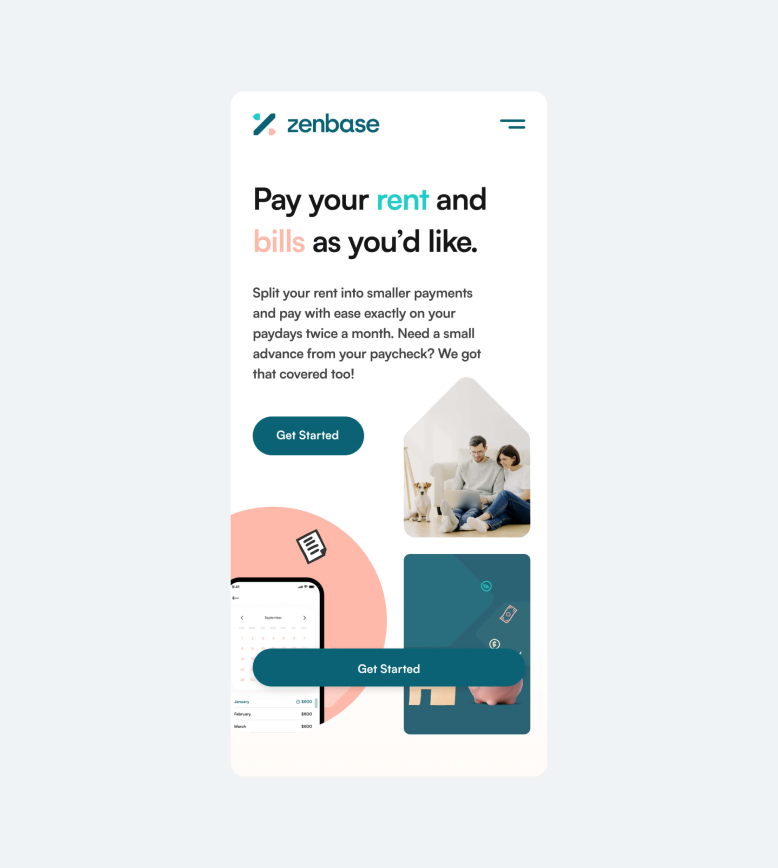 zenbase
Pay your rent and
bills as you’d like.
Split your rent into smaller payments
and pay with ease exactly on your
paydays twice a month. Need a small
advance from your paycheck? We got
that covered too!
Get Started
September
Get Started
January $600
February $600
March $600